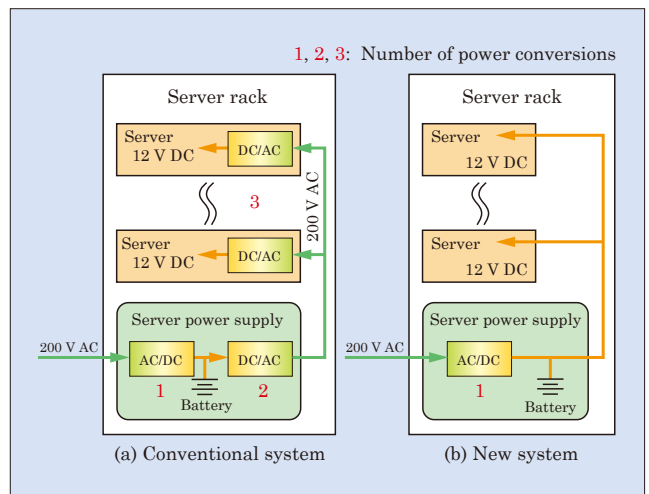 1, 2, 3: Number of power conversions
Server rack
Server
12 V DC
DC/AC
3
200 V AC
Server
12 V DC
DC/AC
Server power supply
200 V AC
AC/DC
DC/AC
1
2
Battery
(a) Conventional system
Server rack
Server
12 V DC
Server
12 V DC
Server power supply
200 V AC
AC/DC
1
Battery
(b) New system